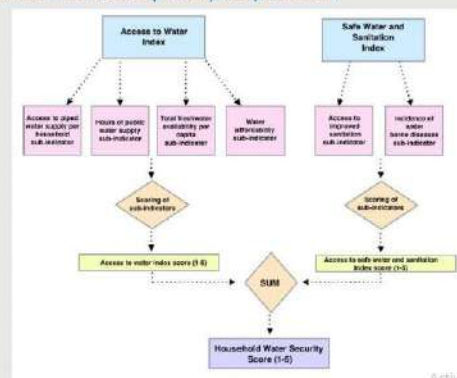 Access to Water
Index
Safe Water and
Sanitation
Index
Access to piped
water supply per
household
sub-indicator
Hours of public
water supply
sub-indicator
Total freshwater
availability per
capita
sub-indicator
Water
affordability
sub-indicator
Access to
improved
sanitation
sub-indicator
Incidence of
water
borne diseases
sub-indicator
Scoring of
sub-indicators
Scoring of
sub-indicators
Access to water index score (1-5)
Access to safe water and sanitation
index score (1-5)
SUM
Household Water Security
Score (1-5)